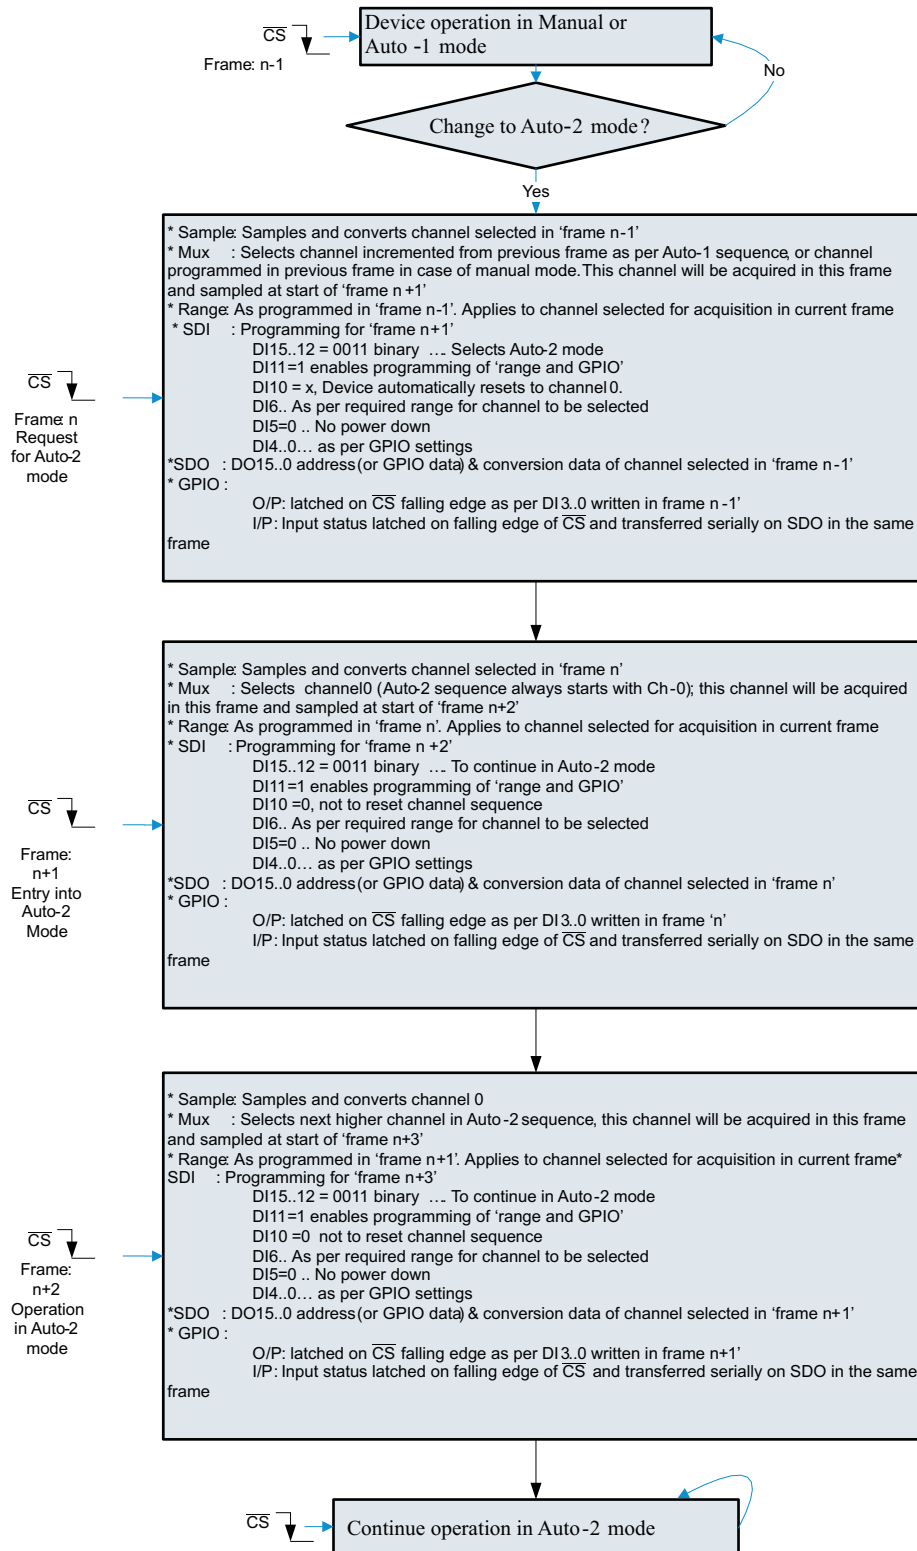 CS
Frame: n-1
Device operation in Manual or
Auto -1 mode
No
Change to Auto-2 mode?
Yes
CS
Frame: n
Request
for Auto-2
mode
* Sample: Samples and converts channel selected in ‘frame n-1’
* Mux : Selects channel incremented from previous frame as per Auto-1 sequence, or channel
programmed in previous frame in case of manual mode. This channel will be acquired in this frame
and sampled at start of ‘frame n+1’
* Range: As programmed in ‘frame n-1’. Applies to channel selected for acquisition in current frame
* SDI : Programming for ‘frame n+1’
DI15..12 = 0011 binary …. Selects Auto-2 mode
DI11=1 enables programming of ‘range and GPIO’
DI10 = x, Device automatically resets to channel 0.
DI6.. As per required range for channel to be selected
DI5=0 .. No power down
DI4..0… as per GPIO settings
*SDO : DO15..0 address (or GPIO data) & conversion data of channel selected in ‘frame n-1’
* GPIO :
O/P: latched on CS falling edge as per DI3..0 written in frame n-1’
I/P: Input status latched on falling edge of CS and transferred serially on SDO in the same
frame
CS
Frame:
n+1
Entry into
Auto-2
Mode
* Sample: Samples and converts channel selected in ‘frame n’
* Mux : Selects channel0 (Auto-2 sequence always starts with Ch-0); this channel will be acquired
in this frame and sampled at start of ‘frame n+2’
* Range: As programmed in ‘frame n’. Applies to channel selected for acquisition in current frame
* SDI : Programming for ‘frame n+2’
DI15..12 = 0011 binary …. To continue in Auto-2 mode
DI11=1 enables programming of ‘range and GPIO’
DI10 =0, not to reset channel sequence
DI6.. As per required range for channel to be selected
DI5=0 .. No power down
DI4..0… as per GPIO settings
*SDO : DO15..0 address (or GPIO data) & conversion data of channel selected in ‘frame n’
* GPIO :
O/P: latched on CS falling edge as per DI3..0 written in frame ‘n’
I/P: Input status latched on falling edge of CS and transferred serially on SDO in the same
frame
CS
Frame:
n+2
Operation
in Auto-2
mode
* Sample: Samples and converts channel 0
* Mux : Selects next higher channel in Auto-2 sequence, this channel will be acquired in this frame
and sampled at start of ‘frame n+3’
* Range: As programmed in ‘frame n+1’. Applies to channel selected for acquisition in current frame*
SDI : Programming for ‘frame n+3’
DI15..12 = 0011 binary …. To continue in Auto-2 mode
DI11=1 enables programming of ‘range and GPIO’
DI10 =0 not to reset channel sequence
DI6.. As per required range for channel to be selected
DI5=0 .. No power down
DI4..0… as per GPIO settings
*SDO : DO15..0 address (or GPIO data) & conversion data of channel selected in ‘frame n+1’
* GPIO :
O/P: latched on CS falling edge as per DI3..0 written in frame n+1’
I/P: Input status latched on falling edge of CS and transferred serially on SDO in the same
frame
CS
Continue operation in Auto-2 mode